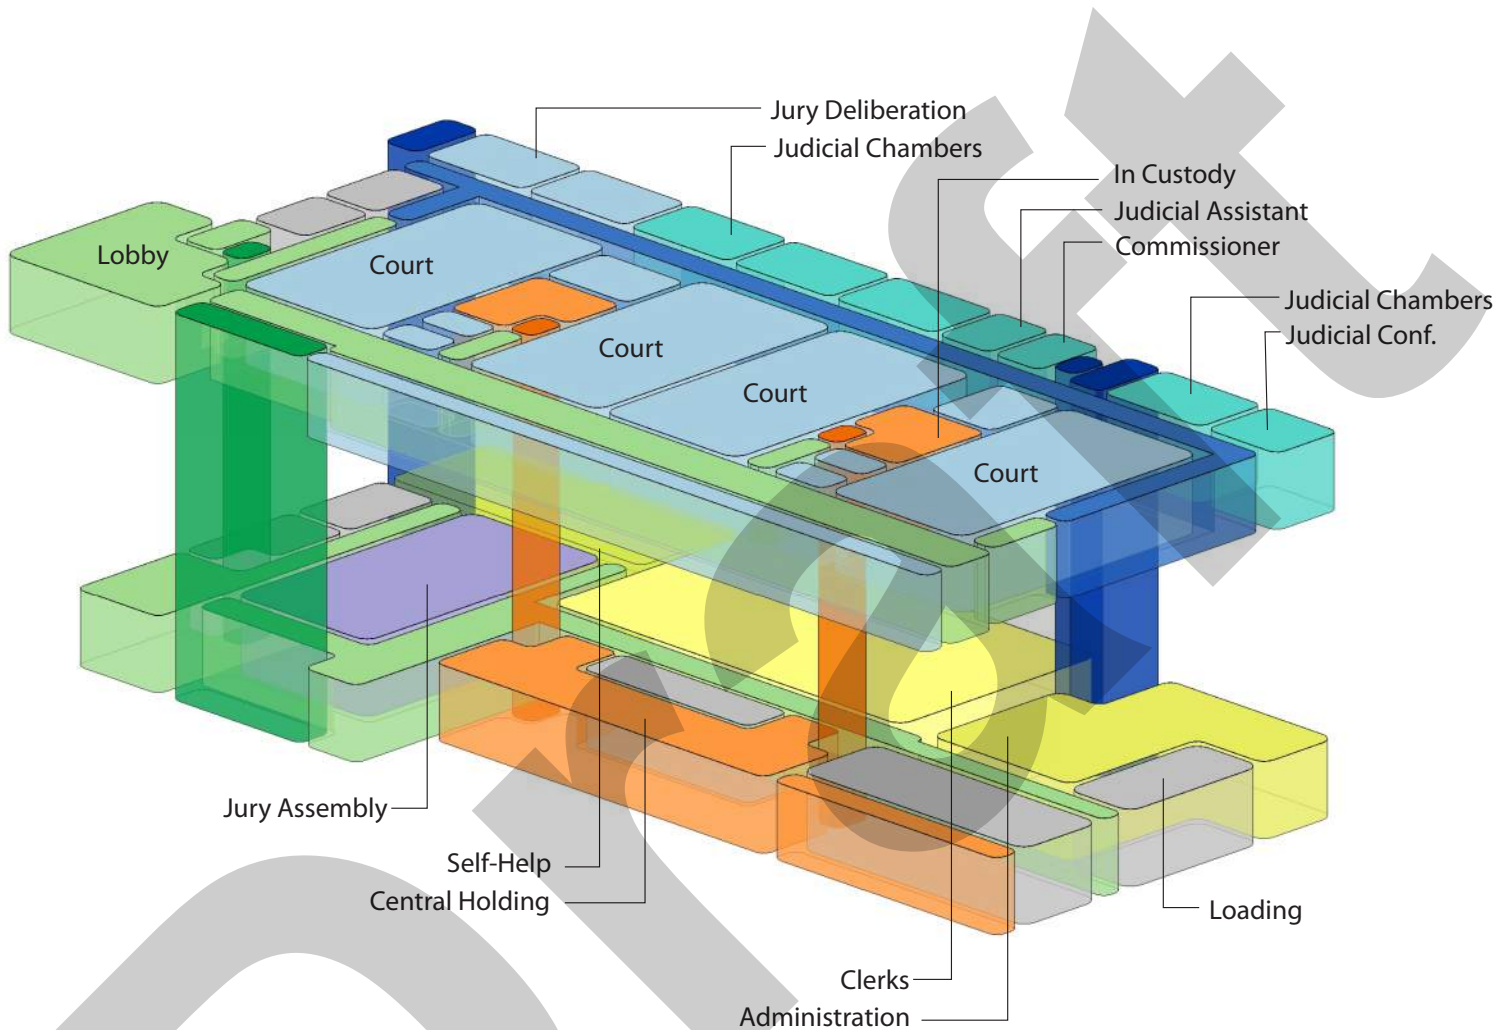 Jury Deliberation
Judicial Chambers
In Custody
Judicial Assistant
Commissioner
Lobby
Court
Judicial Chambers
Judicial Conf.
Court
Court
Court
Jury Assembly
Self-Help
Central Holding
Loading
Clerks
Administration
Draft